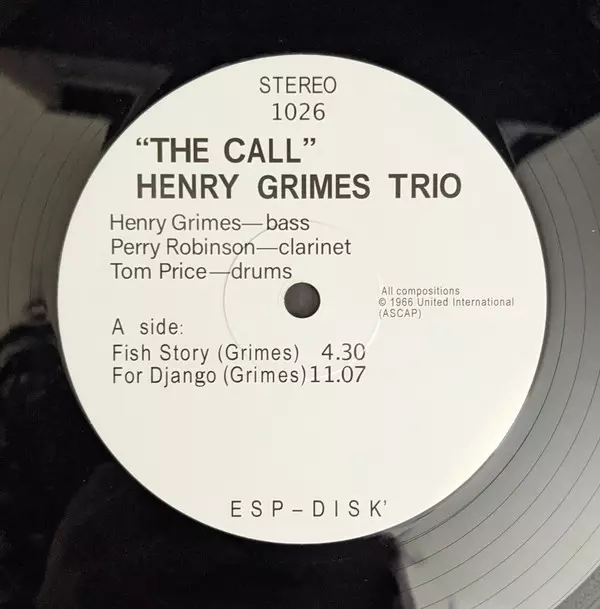 STEREO
1026
“THE CALL”
HENRY GRIMES TRIO
Henry Grimes—bass
Perry Robinson—clarinet
Tom Price—drums
All compositions
© 1966 United International
(ASCAP)
A side:
Fish Story (Grimes) 4.30
For Django (Grimes) 11.07
ESP–DISK’